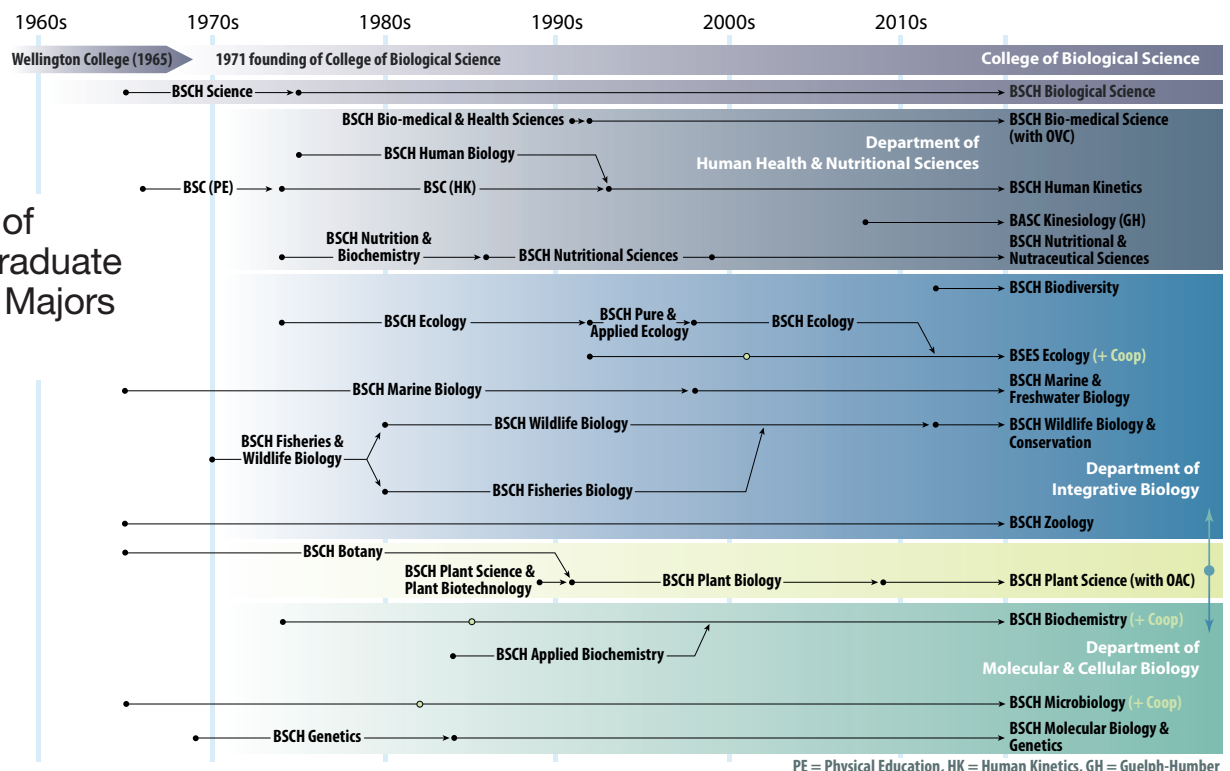 1960s 1970s 1980s 1990s 2000s 2010s
Wellington College (1965) 1971 founding of College of Biological Science College of Biological Science
BSCH Science BSCH Biological Science
BSCH Bio-medical & Health Sciences BSCH Bio-medical Science
(with OVC)
Department of
Human Health & Nutritional Sciences
BSCH Human Biology
BSC (PE) BSC (HK) BSCH Human Kinetics
of
raduate
Majors
BASC Kinesiology (GH)
BSCH Nutrition &
Biochemistry
BSCH Nutritional Sciences
BSCH Nutritional &
Nutraceutical Sciences
BSCH Biodiversity
BSCH Ecology
BSCH Pure &
Applied Ecology
BSCH Ecology
BSES Ecology (+ Coop)
BSCH Marine Biology
BSCH Marine &
Freshwater Biology
BSCH Fisheries &
Wildlife Biology
BSCH Wildlife Biology
BSCH Wildlife Biology &
Conservation
BSCH Fisheries Biology
Department of
Integrative Biology
BSCH Zoology
BSCH Botany
BSCH Plant Science &
Plant Biotechnology
BSCH Plant Biology
BSCH Plant Science (with OAC)
BSCH Biochemistry (+ Coop)
BSCH Applied Biochemistry
Department of
Molecular & Cellular Biology
BSCH Microbiology (+ Coop)
BSCH Genetics
BSCH Molecular Biology &
Genetics
PE = Physical Education, HK = Human Kinetics, GH = Guelph-Humber